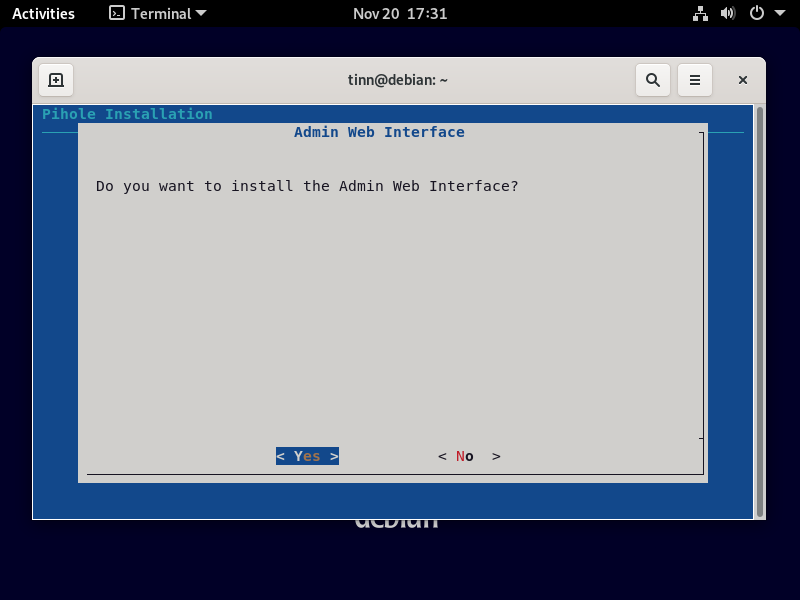 Activities Terminal Nov 20 17:31
tinn@debian: ~
Pihole Installation
Admin Web Interface
Do you want to install the Admin Web Interface?
< Yes > < No >
debian